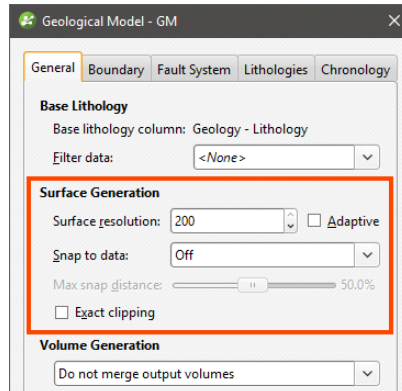 Geological Model - GM
General Boundary Fault System Lithologies Chronology
Base Lithology
Base lithology column: Geology - Lithology
Filter data: <None>
Surface Generation
Surface resolution: 200 Adaptive
Snap to data: Off
Max snap distance: 50.0%
Exact clipping
Volume Generation
Do not merge output volumes